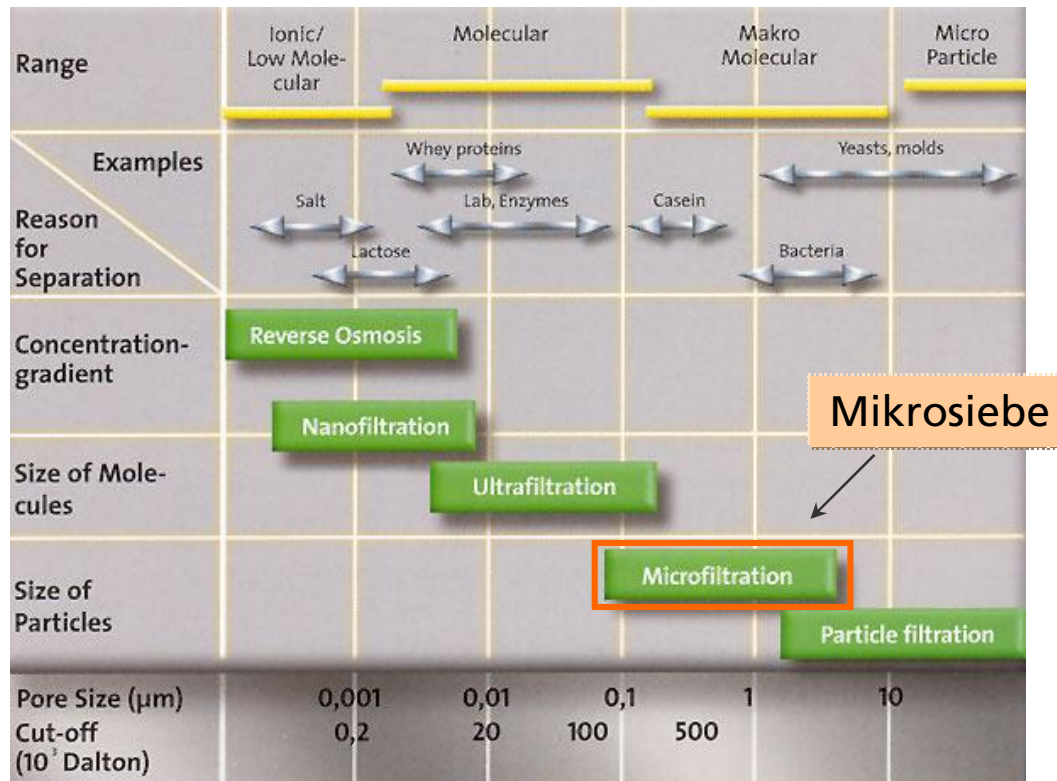 Range
Ionic/
Low Mole-
cular
Molecular
Makro
Molecular
Micro
Particle
Examples
Reason
for
Separation
Whey proteins
Yeasts, molds
Salt
Lab, Enzymes
Casein
Lactose
Bacteria
Concentration-
gradient
Reverse Osmosis
Nanofiltration
Mikrosiebe
Size of Mole-
cules
Ultrafiltration
Size of
Particles
Microfiltration
Particle filtration
Pore Size (µm) 0,001 0,01 0,1 1 10
Cut-off 0,2 20 100 500
(10³ Dalton)